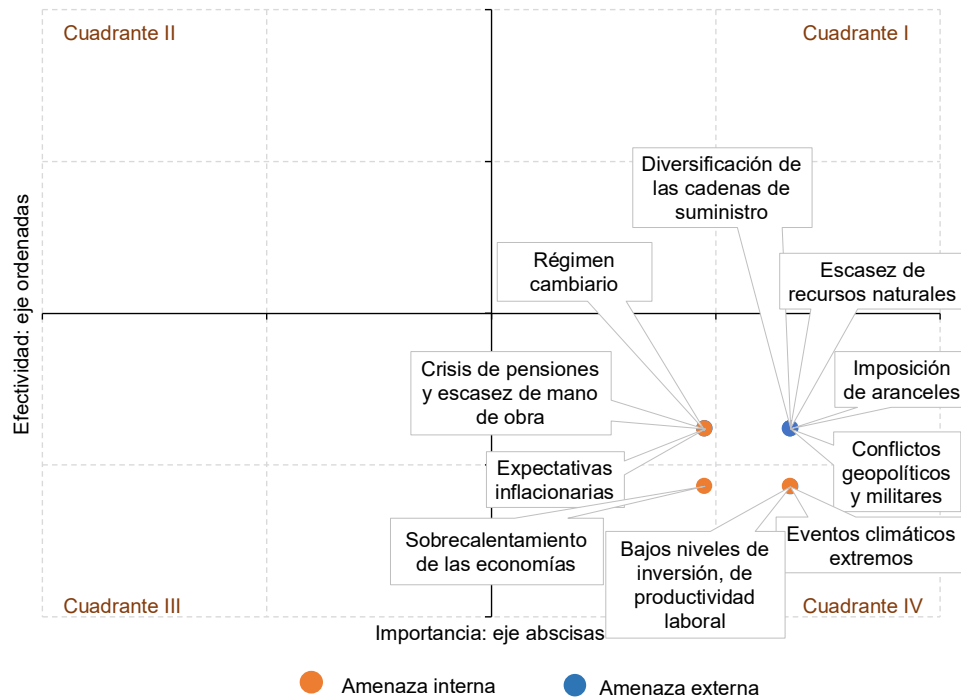 Cuadrante II
Cuadrante I
Diversificación de
las cadenas de
suministro
Régimen
cambiario
Escasez de
recursos naturales
Efectividad: eje ordenadas
Crisis de pensiones
y escasez de mano
de obra
Imposición
de aranceles
Expectativas
inflacionarias
Conflictos
geopolíticos
y militares
Sobrecalentamiento
de las economías
Bajos niveles de
inversión, de
productividad
laboral
Eventos climáticos
extremos
Cuadrante III
Cuadrante IV
Importancia: eje abscisas
Amenaza interna
Amenaza externa